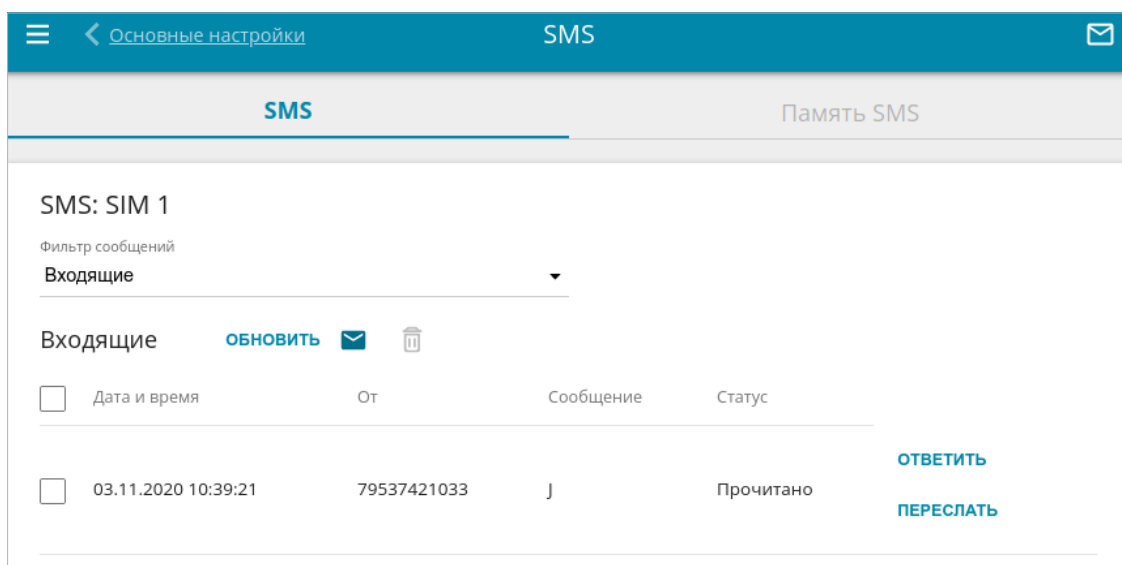 Основные настройки SMS
SMS Память SMS
SMS: SIM 1
Фильтр сообщений
Входящие
Входящие ОБНОВИТЬ
Дата и время От Сообщение Статус
03.11.2020 10:39:21 79537421033 J Прочитано
ОТВЕТИТЬ
ПЕРЕСЛАТЬ